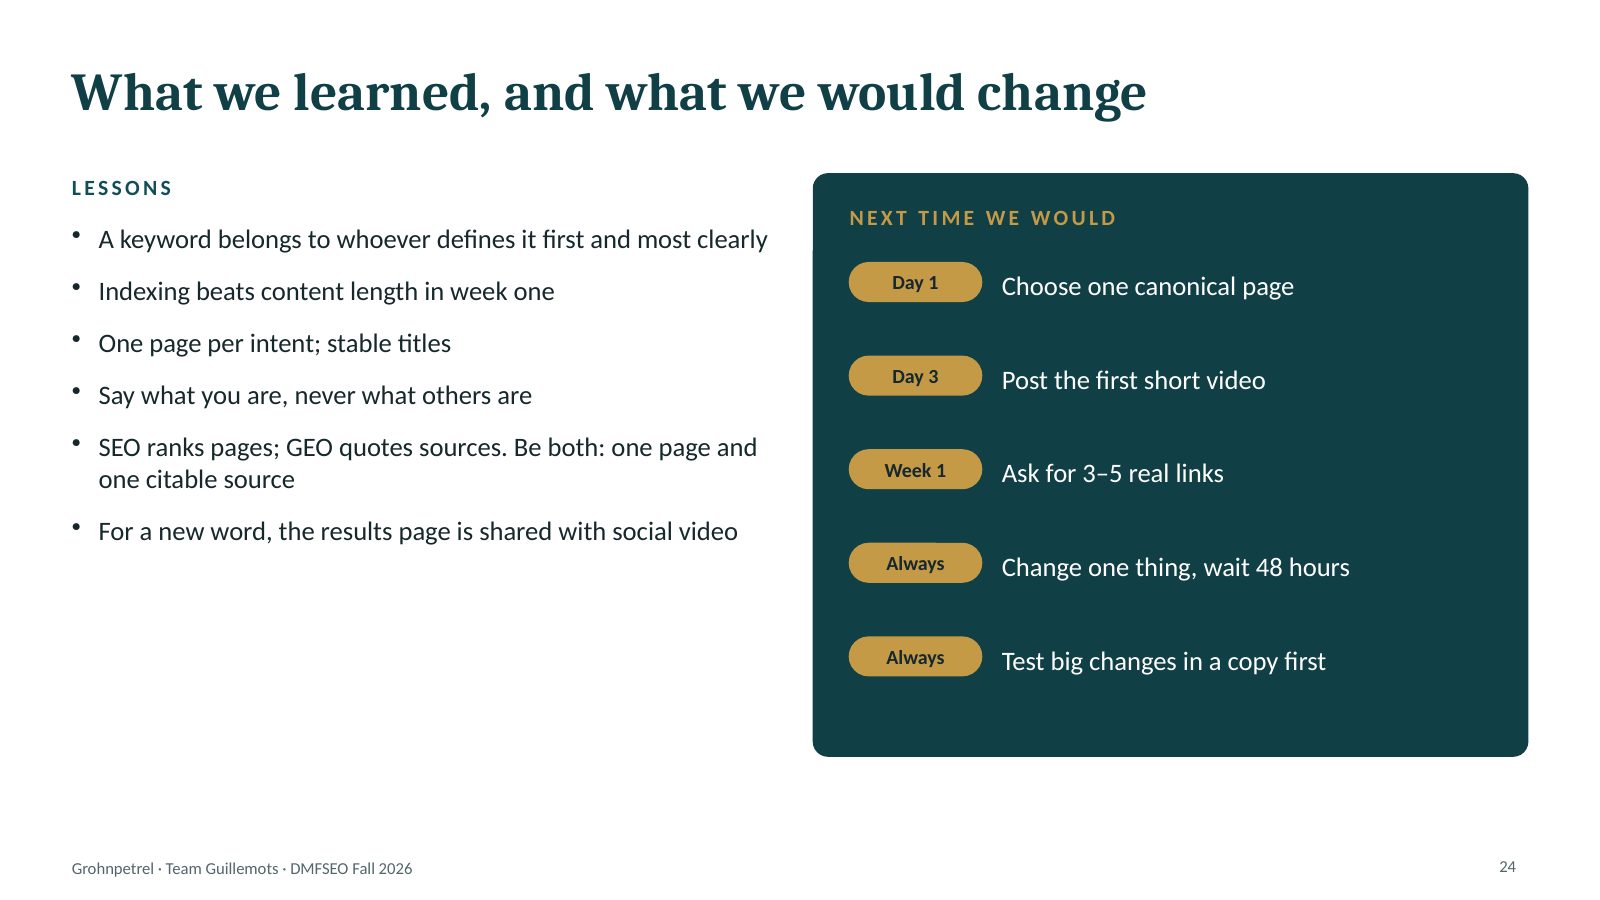 What we learned, and what we would change
LESSONS
• A keyword belongs to whoever defines it first and most clearly
• Indexing beats content length in week one
• One page per intent; stable titles
• Say what you are, never what others are
• SEO ranks pages; GEO quotes sources. Be both: one page and
one citable source
• For a new word, the results page is shared with social video
NEXT TIME WE WOULD
Day 1 Choose one canonical page
Day 3 Post the first short video
Week 1 Ask for 3–5 real links
Always Change one thing, wait 48 hours
Always Test big changes in a copy first
Grohnpetrel · Team Guillemots · DMFSEO Fall 2026
24